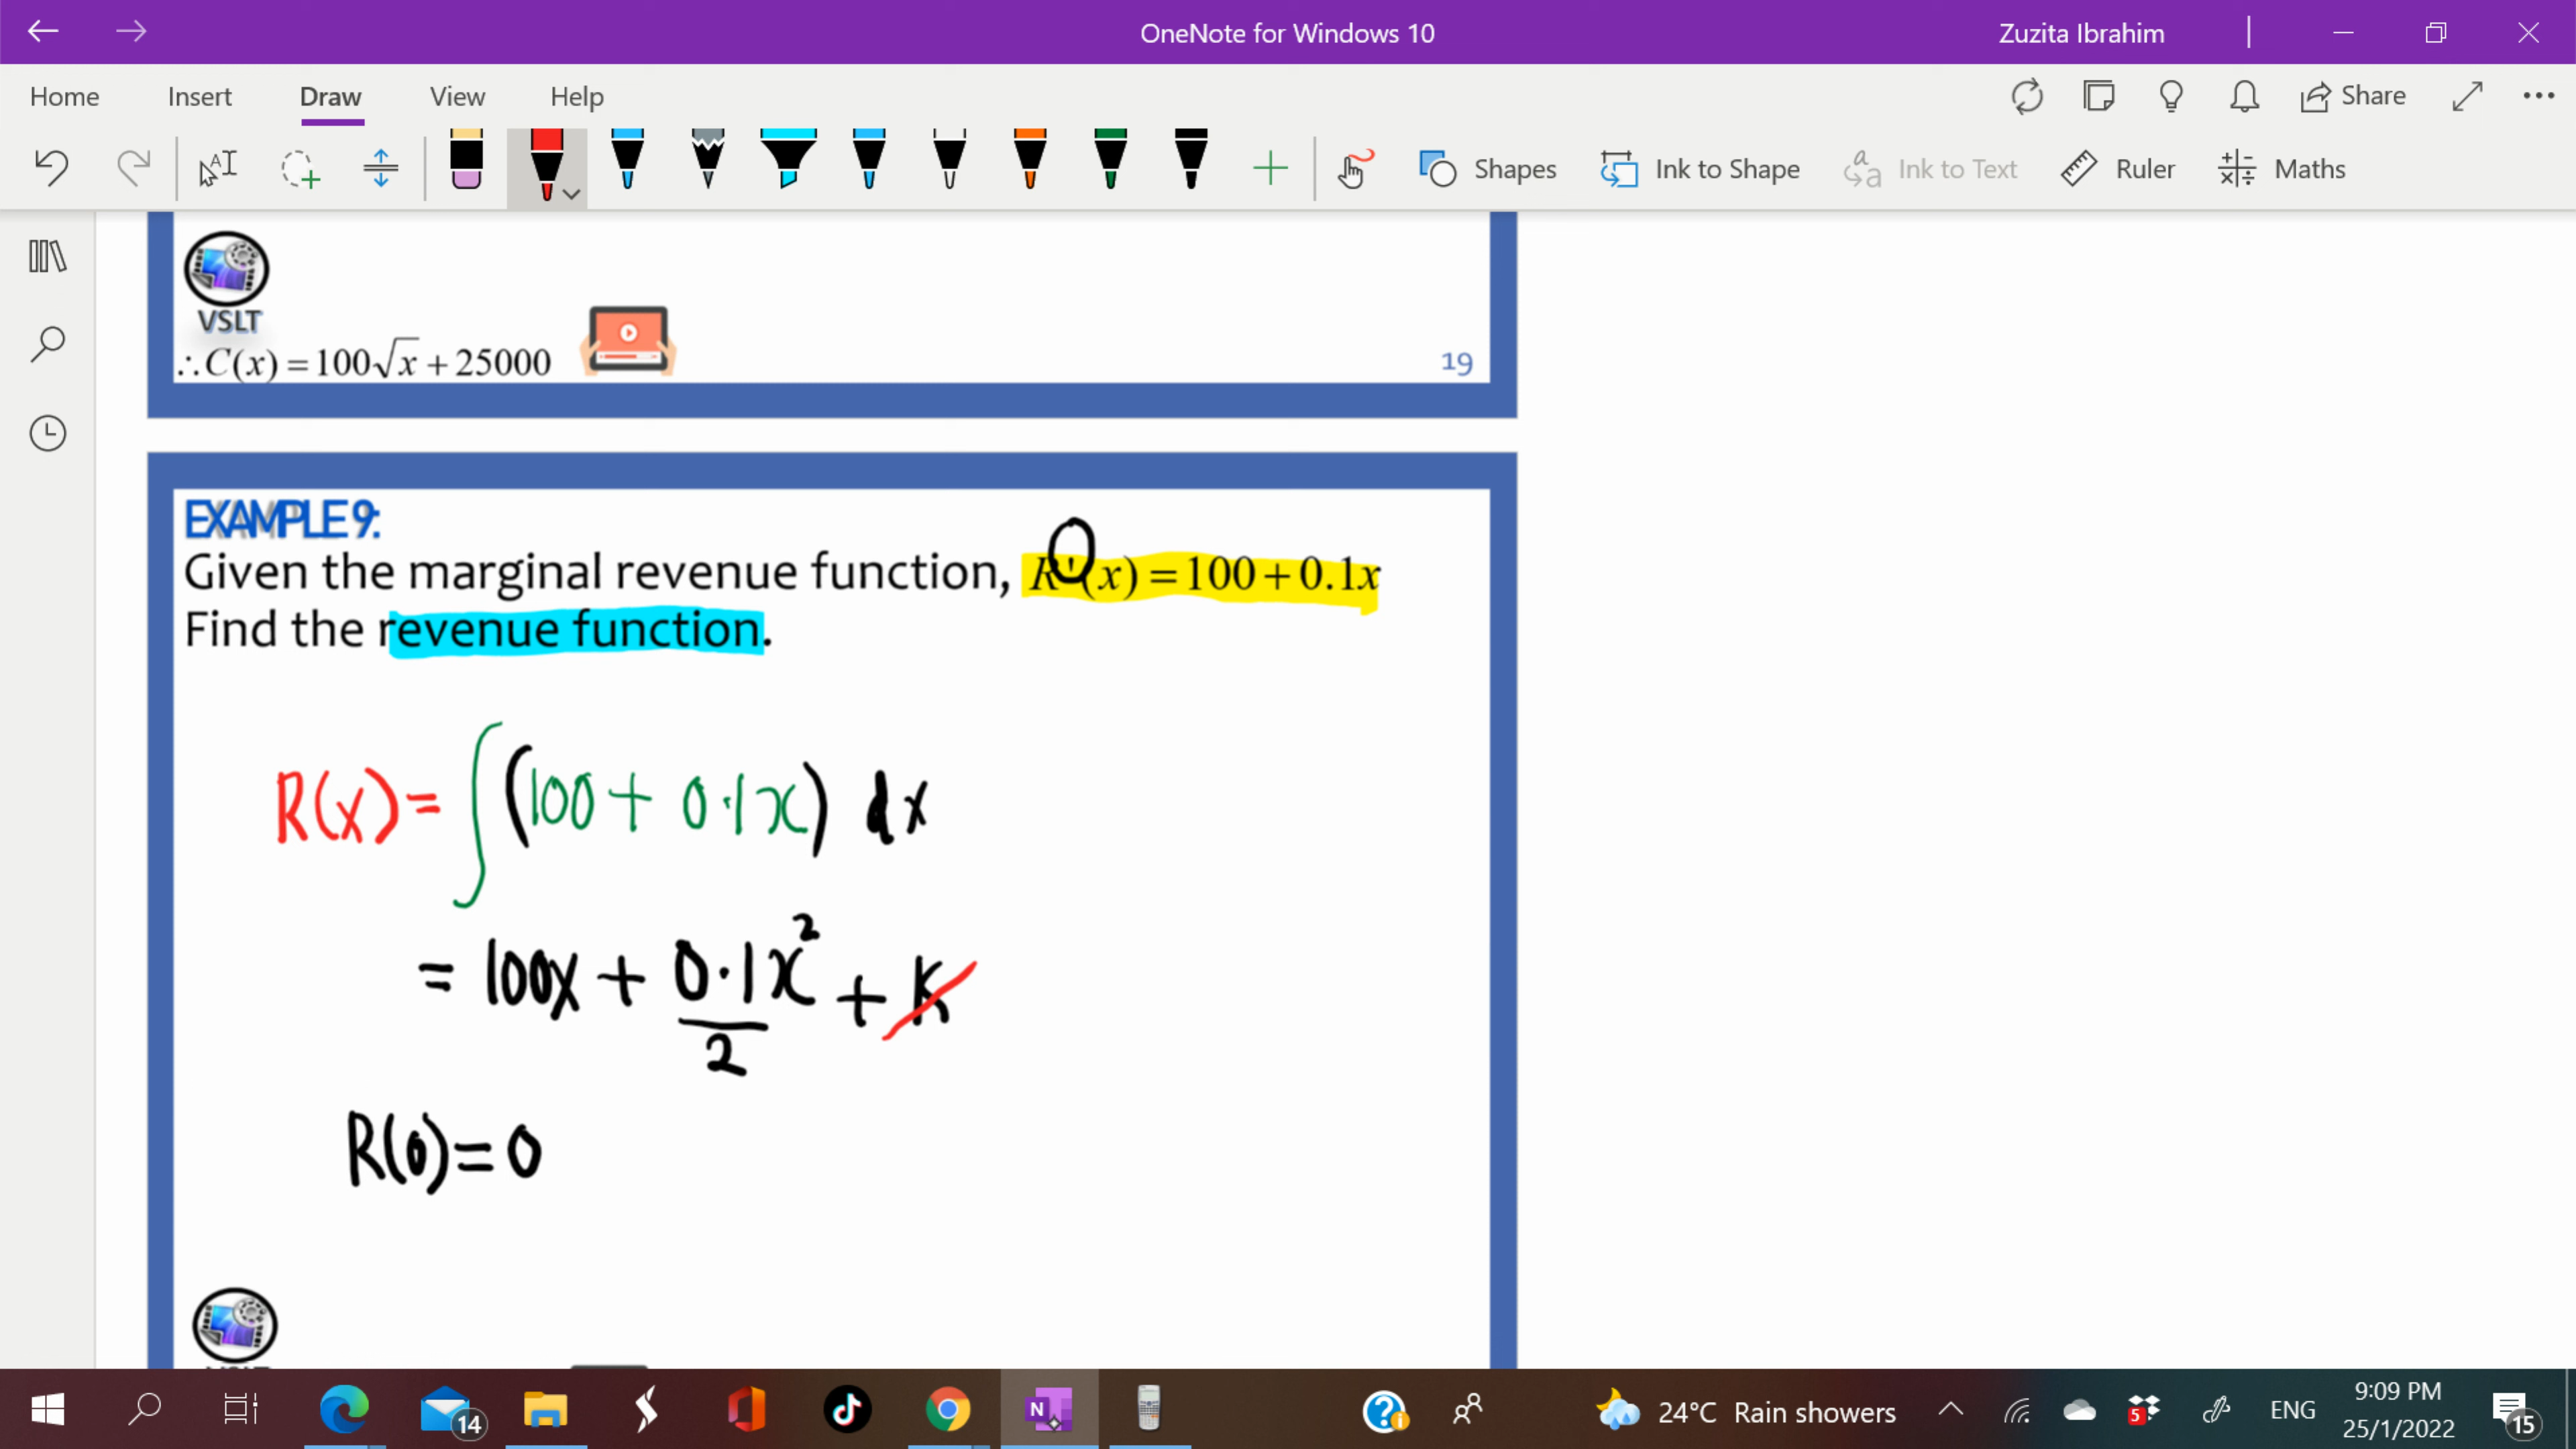 OneNote for Windows 10
Zuzita Ibrahim
Home Insert Draw View Help
Share
Shapes Ink to Shape Ink to Text Ruler Maths
VSLT
∴C(x) = 100√x + 25000
19
EXAMPLE 9:
Given the marginal revenue function, R'(x) = 100 + 0.1x
Find the revenue function.
R(x) = ∫(100 + 0.1x) dx
= 100x + 0.1x²/2 + K
R(0) = 0
14
24°C Rain showers
5
ENG
9:09 PM
25/1/2022
15